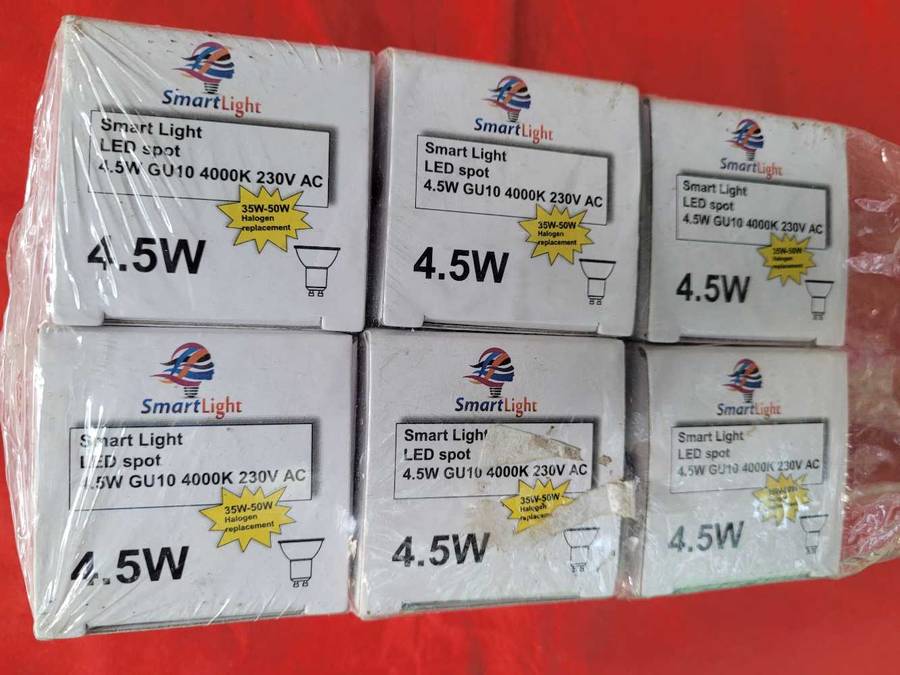 SmartLight
Smart Light
LED spot
4.5W GU10 4000K 230V AC
35W-50W
Halogen
replacement
4.5W
SmartLight
Smart Light
LED spot
4.5W GU10 4000K 230V AC
35W-50W
Halogen
replacement
4.5W
SmartLight
Smart Light
LED spot
4.5W GU10 4000K 230V AC
35W-50W
Halogen
replacement
4.5W
SmartLight
Smart Light
LED spot
4.5W GU10 4000K 230V AC
35W-50W
Halogen
replacement
4.5W
SmartLight
Smart Light
LED spot
4.5W GU10 4000K 230V AC
35W-50W
Halogen
replacement
4.5W
SmartLight
Smart Light
LED spot
4.5W GU10 4000K 230V AC
4.5W